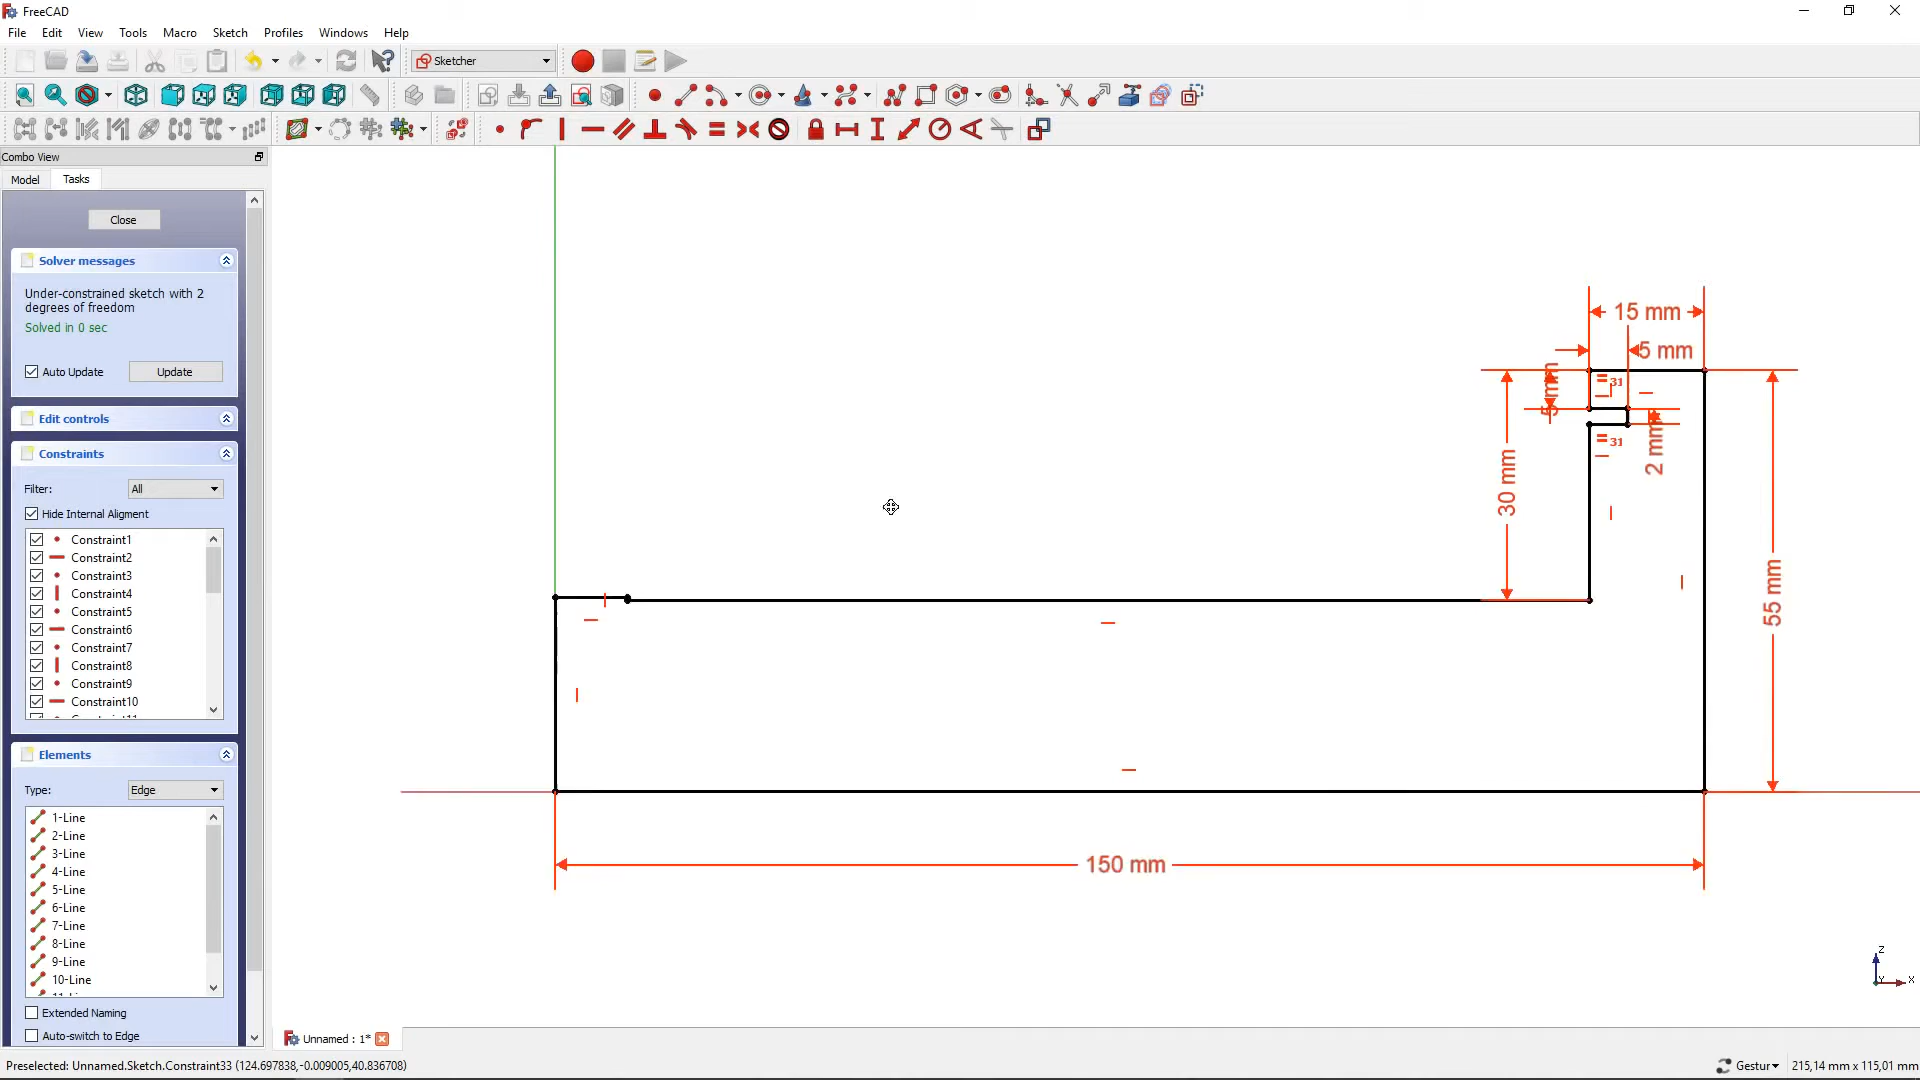 FreeCAD
File Edit View Tools Macro Sketch Profiles Windows Help
Sketcher
Combo View
Model Tasks
Close
Solver messages
Under-constrained sketch with 2
degrees of freedom
Solved in 0 sec
Auto Update Update
Edit controls
Constraints
Filter: All
Hide Internal Aligment
Constraint1
Constraint2
Constraint3
Constraint4
Constraint5
Constraint6
Constraint7
Constraint8
Constraint9
Constraint10
Elements
Type: Edge
1-Line
2-Line
3-Line
4-Line
5-Line
6-Line
7-Line
8-Line
9-Line
10-Line
Extended Naming
Auto-switch to Edge
15 mm
5 mm
5 mm
31
31
2 mm
30 mm
55 mm
150 mm
Z
Y X
Unnamed : 1*
Preselected: Unnamed.Sketch.Constraint33 (124.697838,-0.009005,40.836708)
Gestur 215,14 mm x 115,01 mm